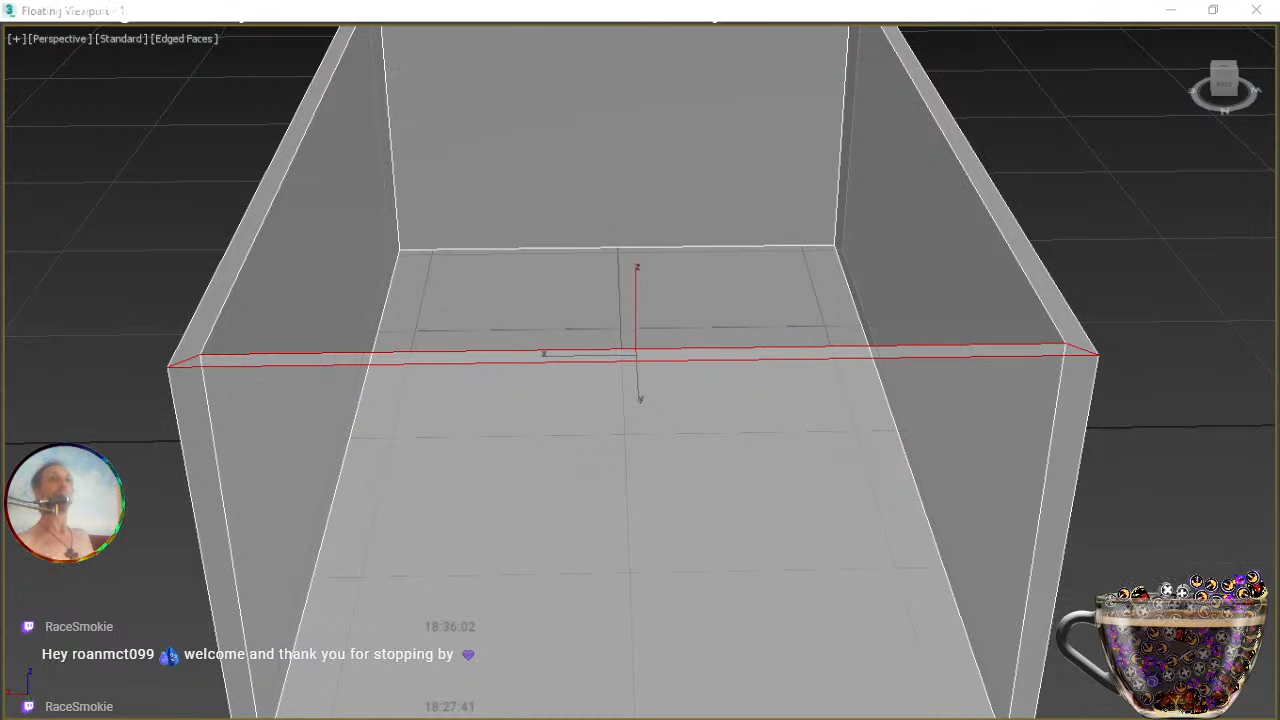 Floating Viewport - 1
[+] [Perspective] [Standard] [Edged Faces]
z
x
y
RaceSmokie
18:36:02
Hey roanmct099 welcome and thank you for stopping by
z
RaceSmokie
18:27:41